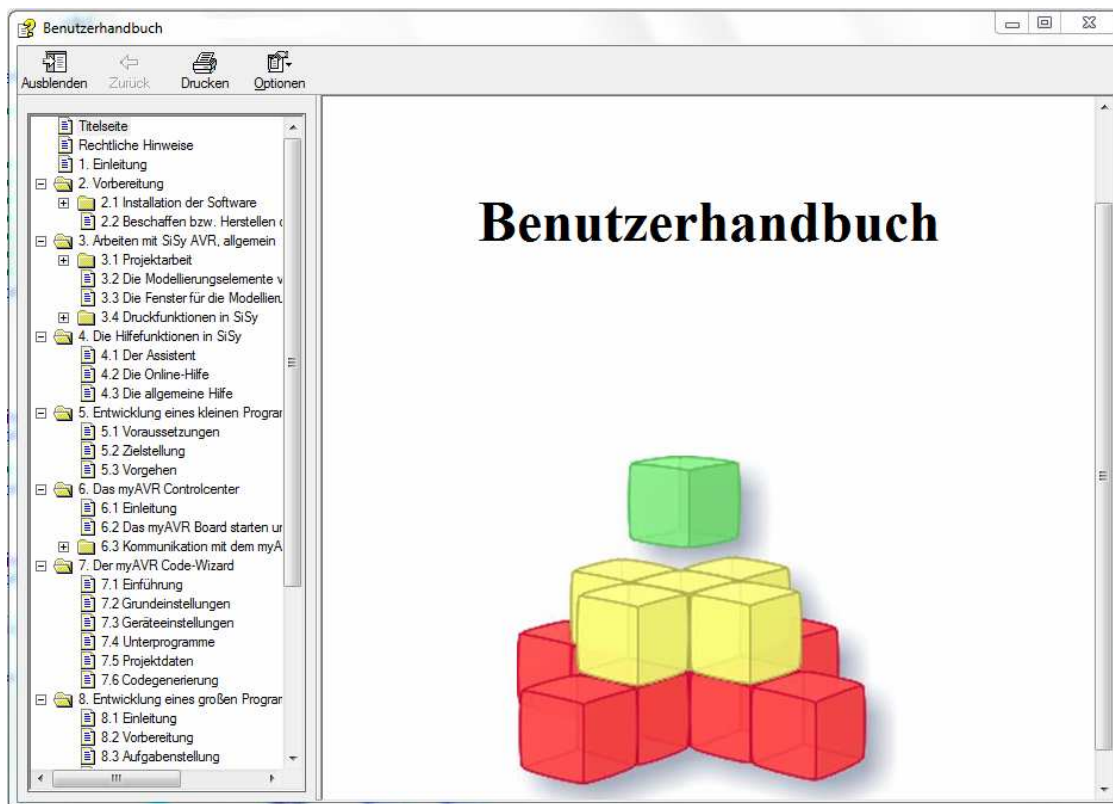 Benutzerhandbuch
Ausblenden Zurück Drucken Optionen
Titelseite
Rechtliche Hinweise
1. Einleitung
2. Vorbereitung
2.1 Installation der Software
2.2 Beschaffen bzw. Herstellen
3. Arbeiten mit SiSy AVR, allgemein
3.1 Projektarbeit
3.2 Die Modellierungselemente
3.3 Die Fenster für die
3.4 Druckfunktionen in SiSy
4. Die Hilfefunktionen in SiSy
4.1 Der Assistent
4.2 Die Online-Hilfe
4.3 Die allgemeine Hilfe
5. Entwicklung eines kleinen
5.1 Voraussetzungen
5.2 Zielstellung
5.3 Vorgehen
6. Das myAVR Controlcenter
6.1 Einleitung
6.2 Das myAVR Board starten
6.3 Kommunikation mit dem
7. Der myAVR Code-Wizard
7.1 Einführung
7.2 Grundeinstellungen
7.3 Geräteeinstellungen
7.4 Unterprogramme
7.5 Projektdaten
7.6 Codegenerierung
8. Entwicklung eines großen
8.1 Einleitung
8.2 Vorbereitung
8.3 Aufgabenstellung
Benutzerhandbuch